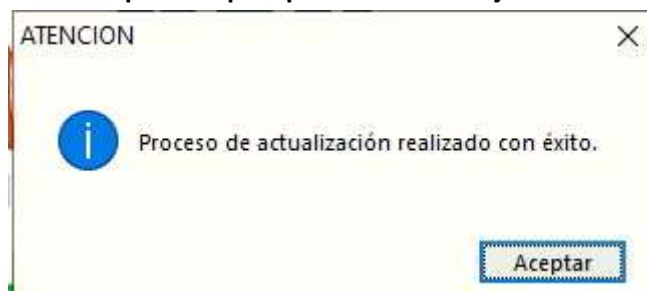 ATENCION
Proceso de actualización realizado con éxito.
Aceptar